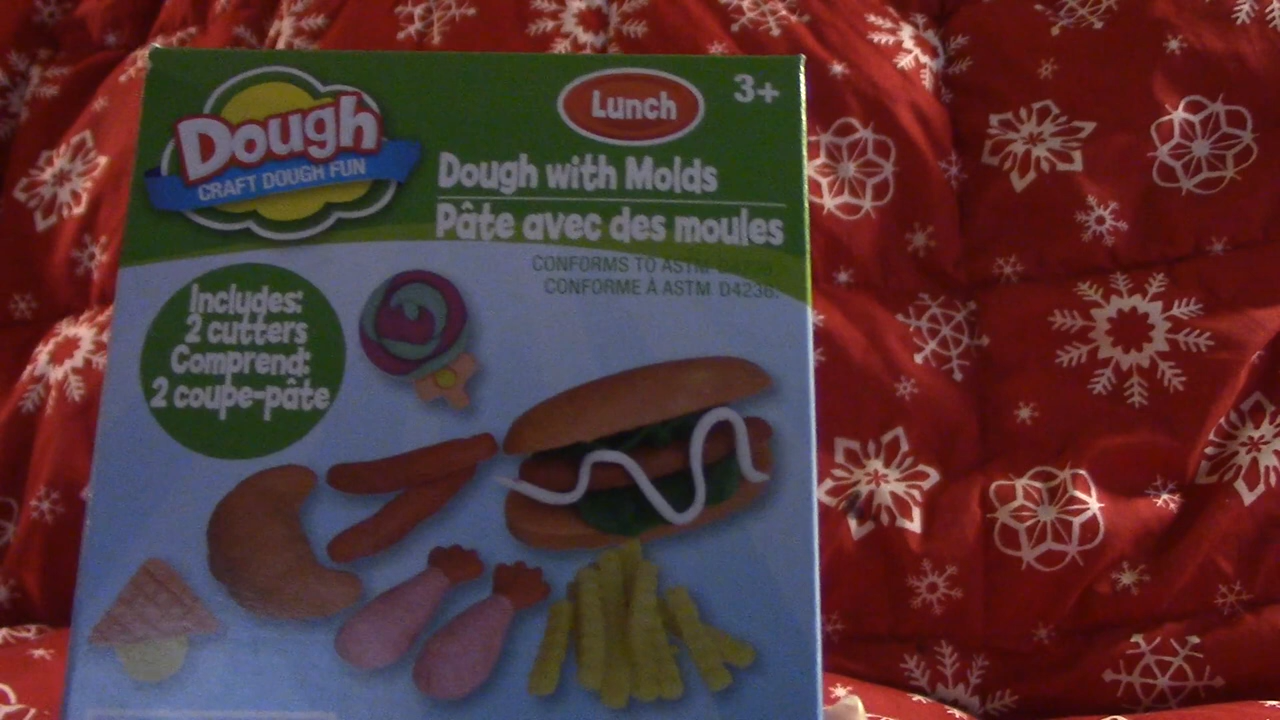 Dough
CRAFT DOUGH FUN
Lunch
3+
Dough with Molds
Pâte avec des moules
CONFORMS TO ASTM
CONFORME À ASTM D4236.
Includes:
2 cutters
Comprend:
2 coupe-pâte